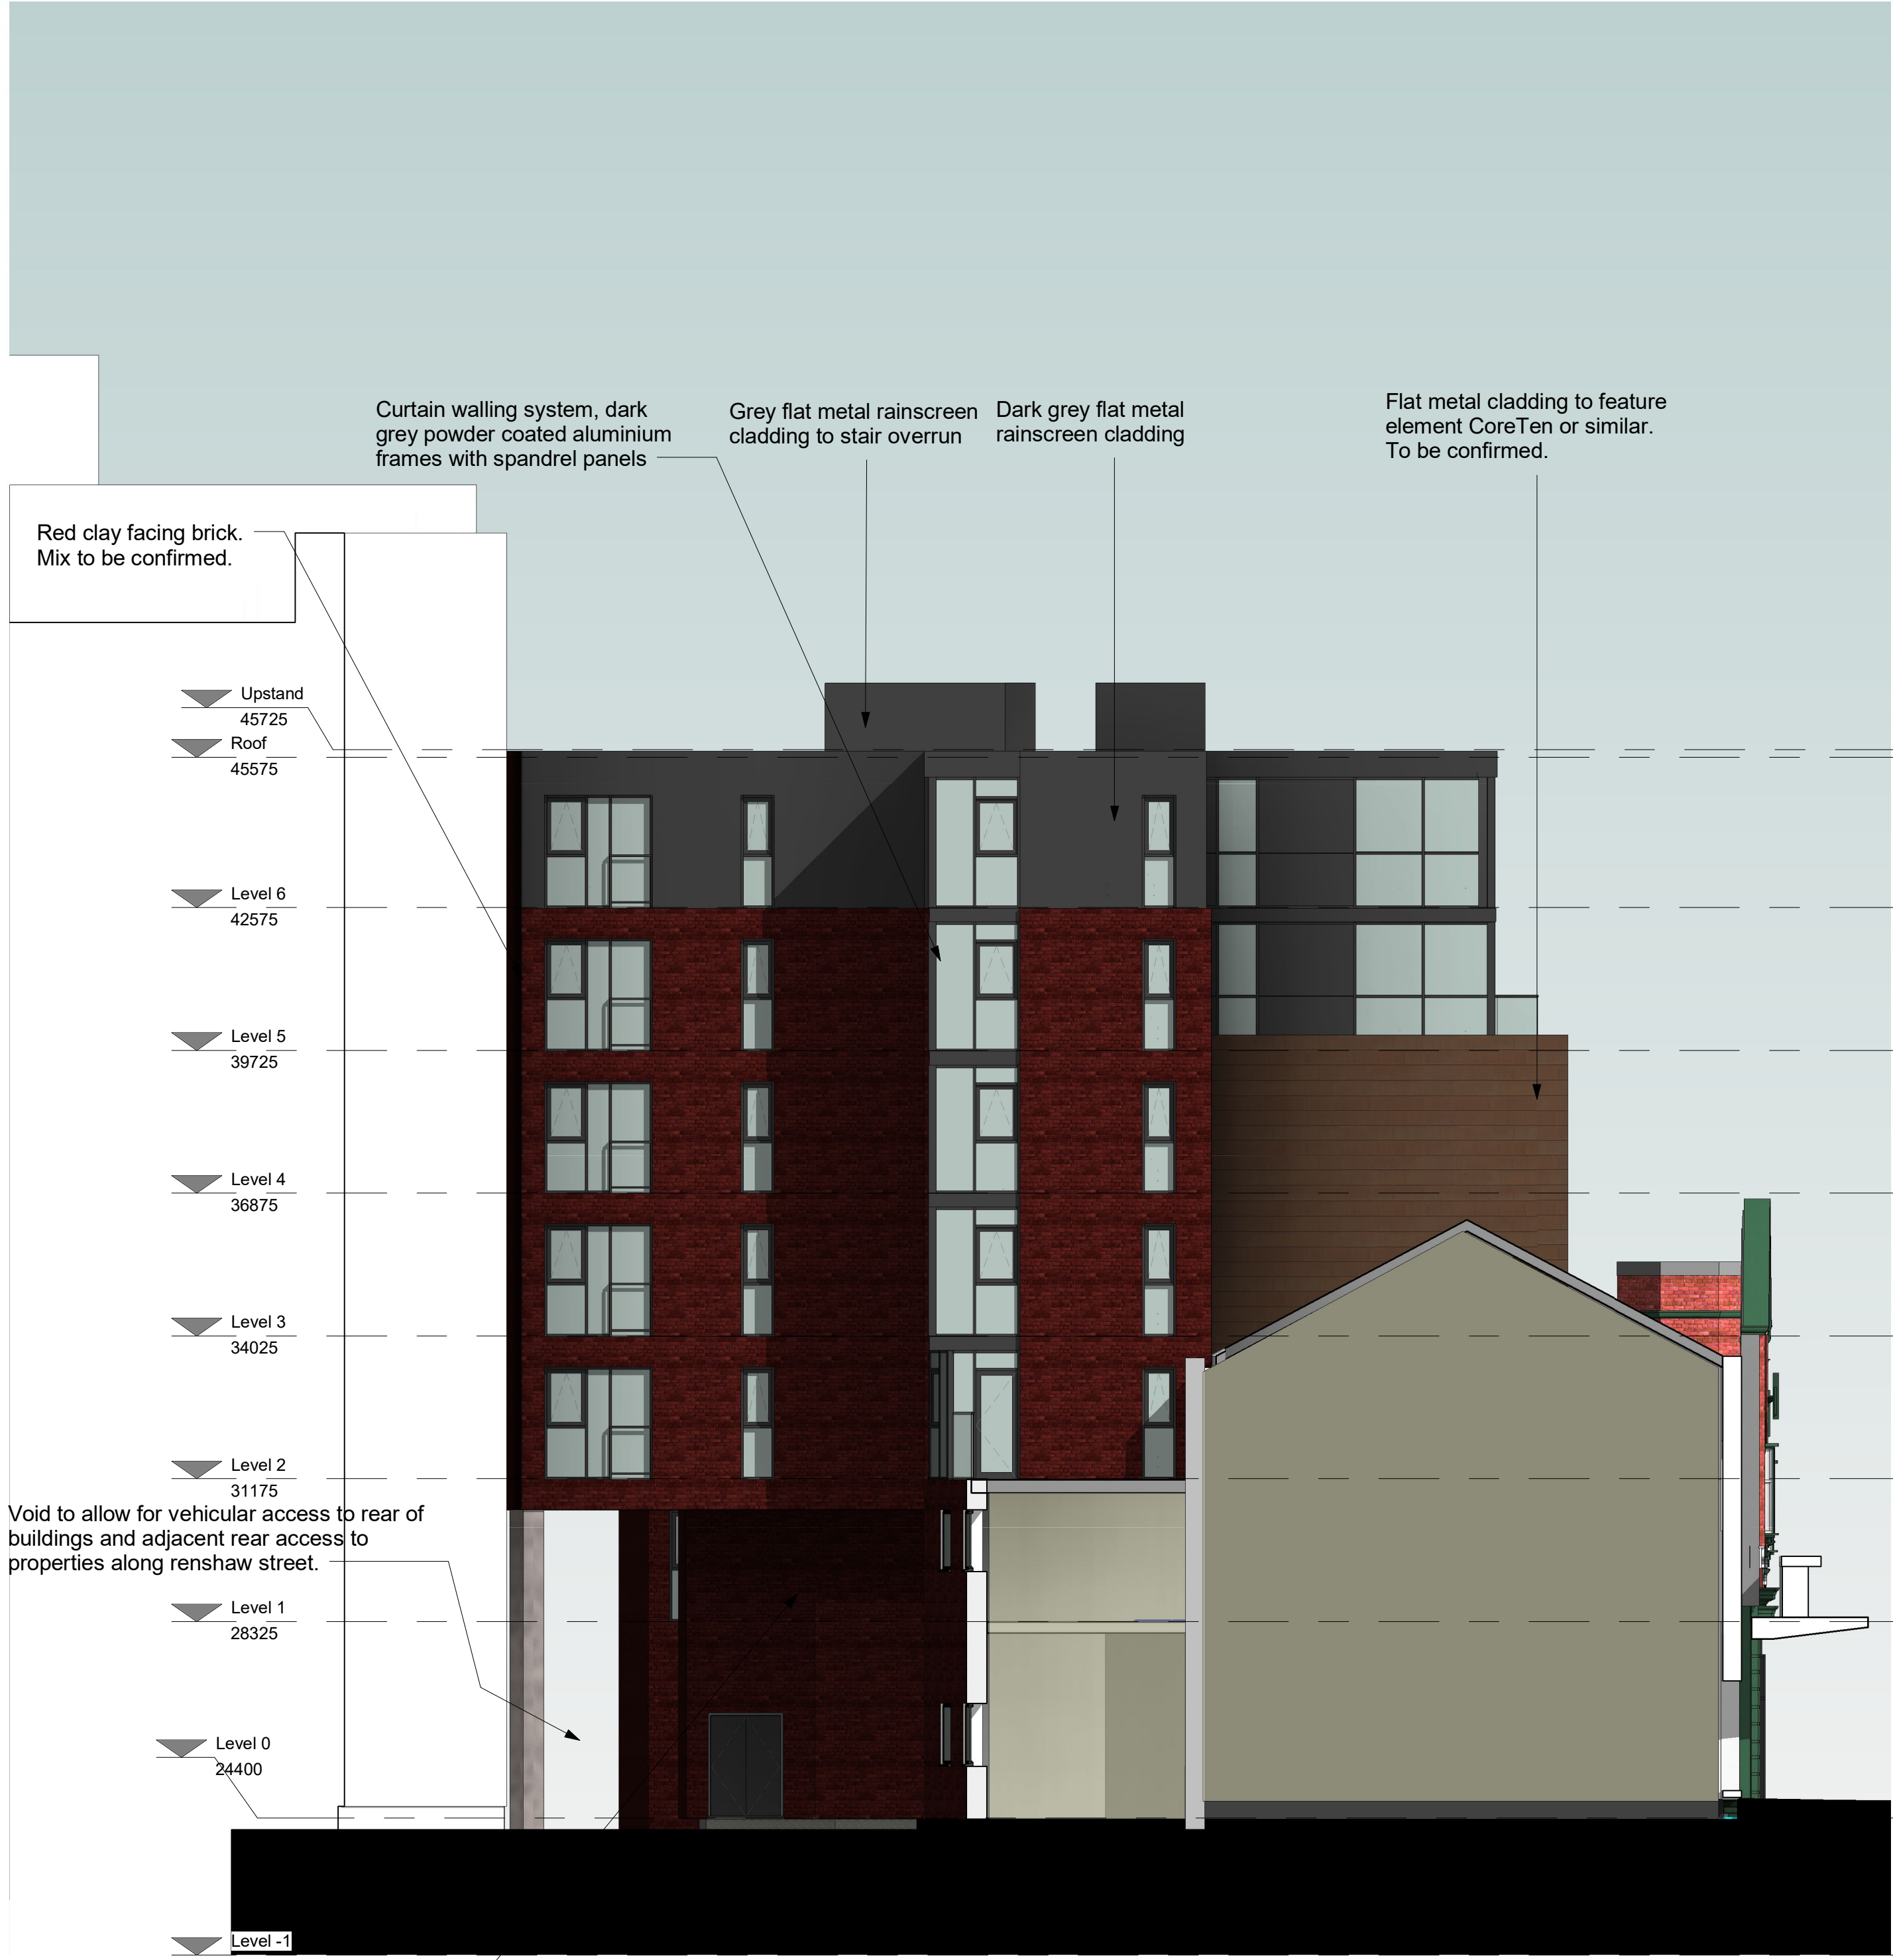 Curtain walling system, dark
grey powder coated aluminium
frames with spandrel panels
Grey flat metal rainscreen
cladding to stair overrun
Dark grey flat metal
rainscreen cladding
Flat metal cladding to feature
element CoreTen or similar.
To be confirmed.
Red clay facing brick.
Mix to be confirmed.
Upstand
45725
Roof
45575
Level 6
42575
Level 5
39725
Level 4
36875
Level 3
34025
Level 2
31175
Void to allow for vehicular access to rear of
buildings and adjacent rear access to
properties along renshaw street.
Level 1
28325
Level 0
24400
Level -1